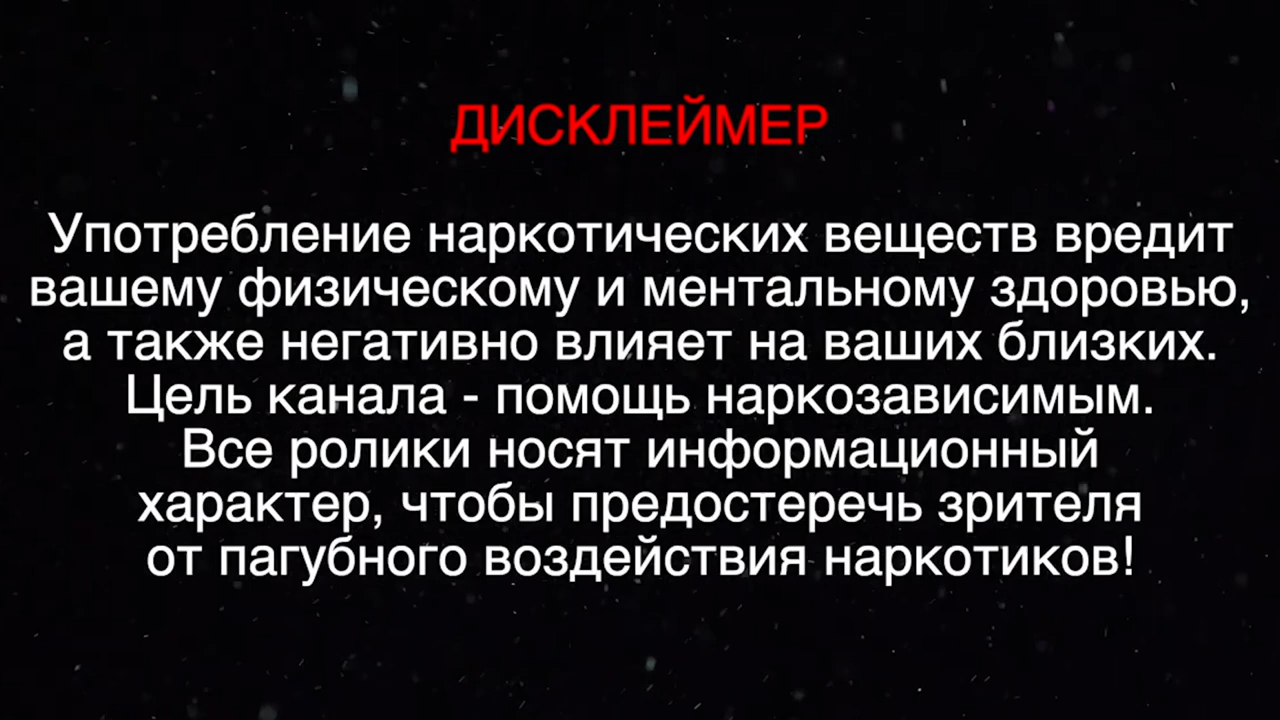 ДИСКЛЕЙМЕР
Употребление наркотических веществ вредит
вашему физическому и ментальному здоровью,
а также негативно влияет на ваших близких.
Цель канала - помощь наркозависимым.
Все ролики носят информационный
характер, чтобы предостеречь зрителя
от пагубного воздействия наркотиков!